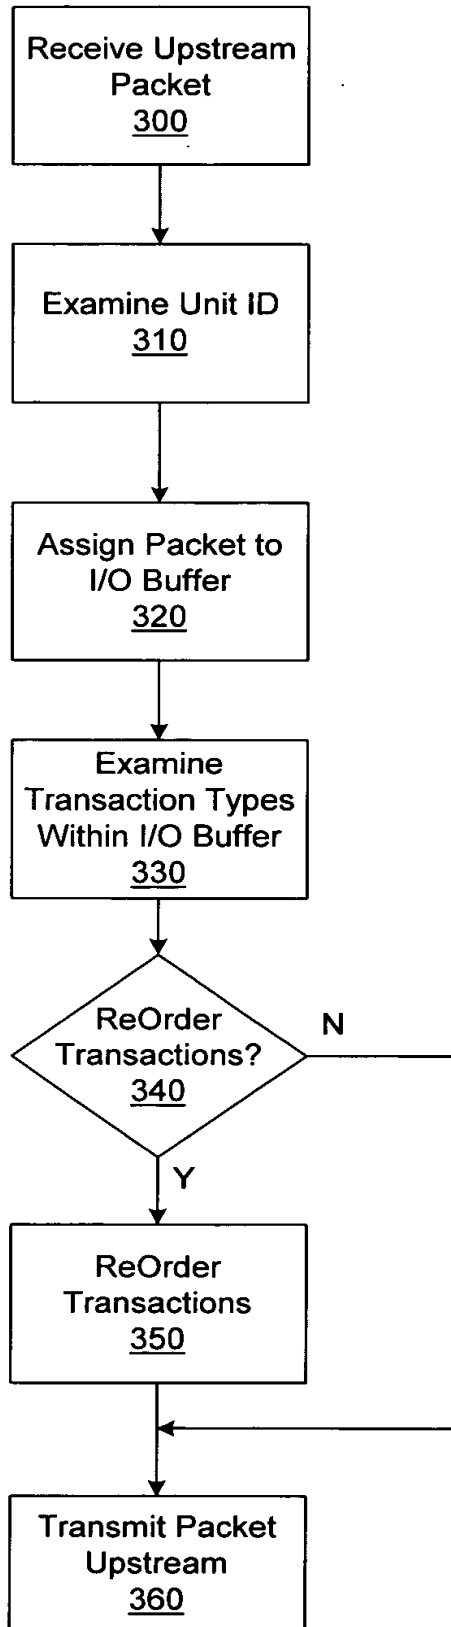 Receive Upstream
Packet
300
Examine Unit ID
310
Assign Packet to
I/O Buffer
320
Examine
Transaction Types
Within I/O Buffer
330
ReOrder
Transactions?
340
N
Y
ReOrder
Transactions
350
Transmit Packet
Upstream
360